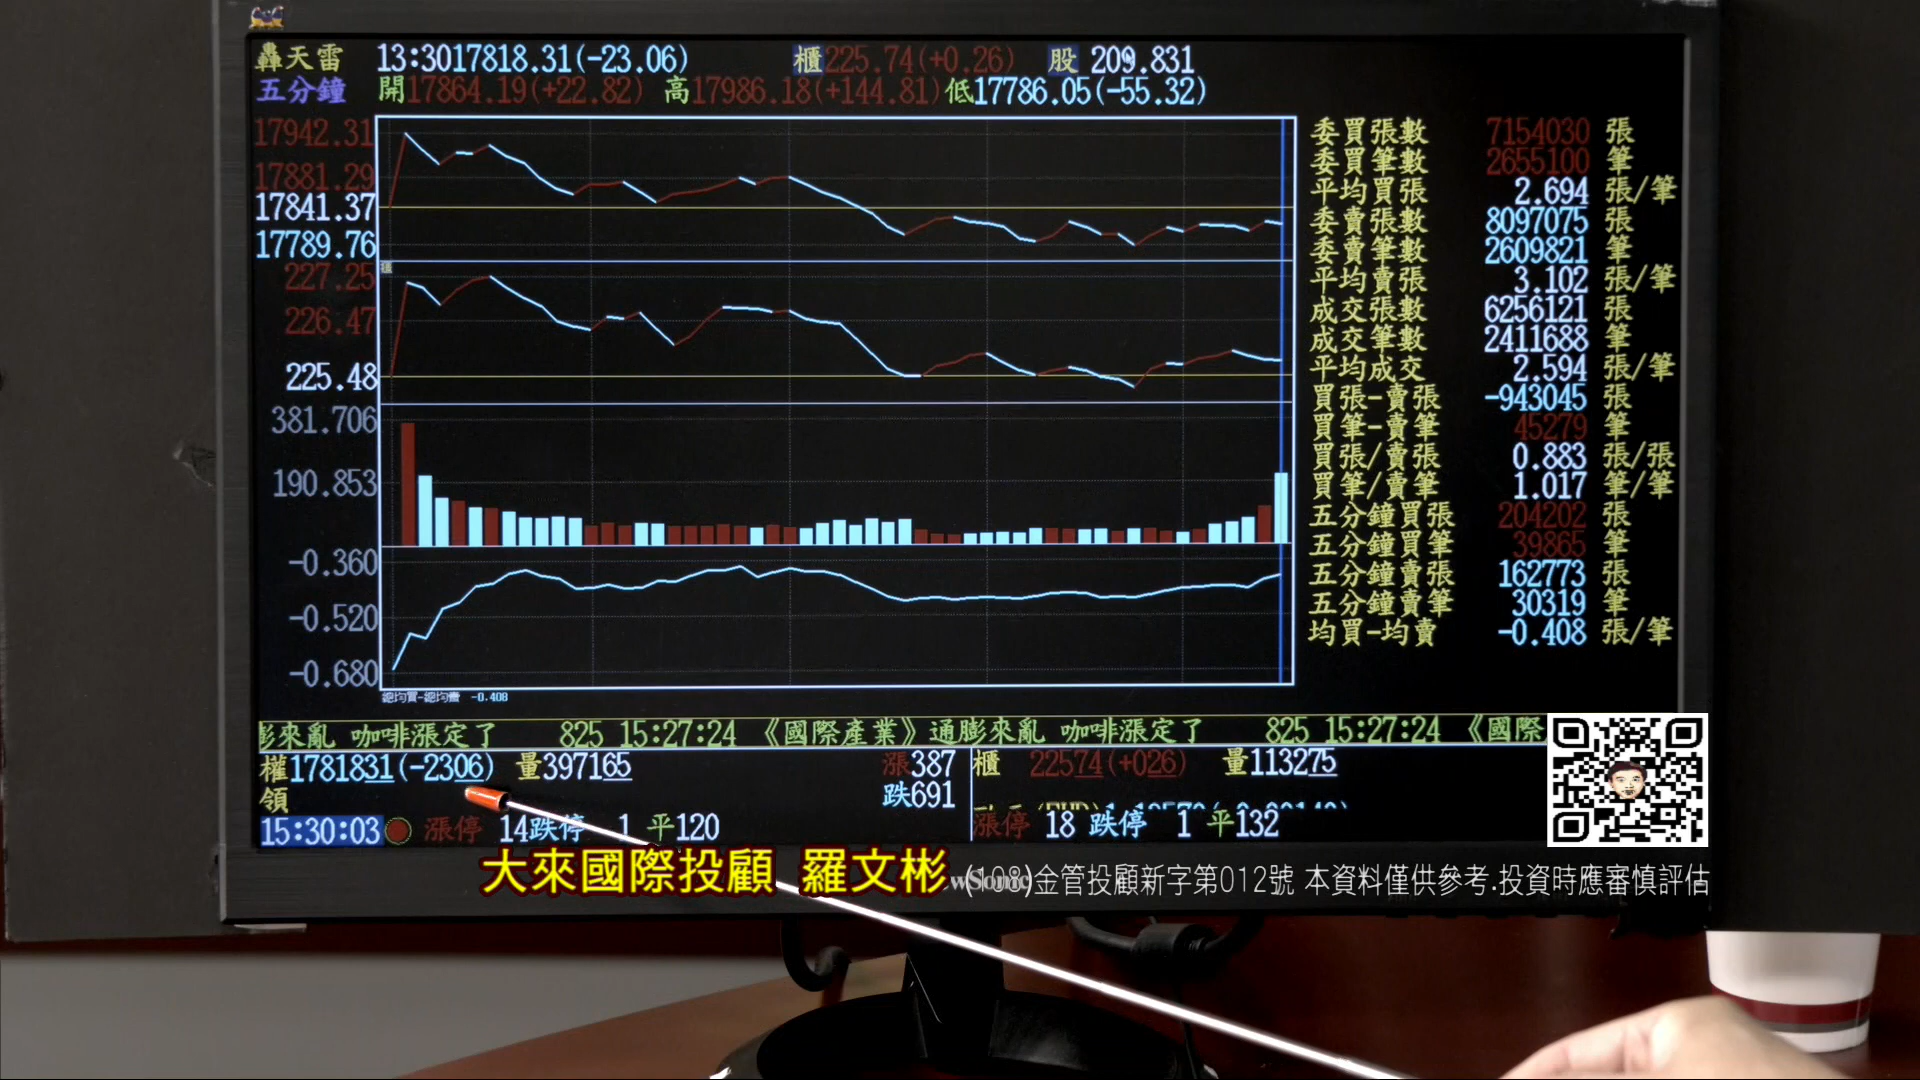 轟天雷 13:30 17818.31(-23.06) 櫃225.74(+0.26) 股 209.831
五分鐘 開17864.19(+22.82) 高17986.18(+144.81) 低17786.05(-55.32)
17942.31
17881.29
17841.37
17789.76
227.25
226.47
225.48
381.706
190.853
-0.360
-0.520
-0.680
總均買-總均賣 -0.408
委買張數 7154030 張
委買筆數 2655100 筆
平均買張 2.694 張/筆
委賣張數 8097075 張
委賣筆數 2609821 筆
平均賣張 3.102 張/筆
成交張數 6256121 張
成交筆數 2411688 筆
平均成交 2.594 張/筆
買張-賣張 -943045 張
買筆-賣筆 45279 筆
買張/賣張 0.883 張/張
買筆/賣筆 1.017 筆/筆
五分鐘買張 204202 張
五分鐘買筆 39865 筆
五分鐘賣張 162773 張
五分鐘賣筆 30319 筆
均買-均賣 -0.408 張/筆
膨來亂 咖啡漲定了 825 15:27:24 《國際產業》通膨來亂 咖啡漲定了 825 15:27:24 《國際
權1781831(-2306) 量397165 漲387 櫃 22574(+026) 量113275
領 跌691
15:30:03 漲停 14跌停 1 平120 漲停 18 跌停 1 平132
大來國際投顧 羅文彬
(108)金管投顧新字第012號 本資料僅供參考.投資時應審慎評估